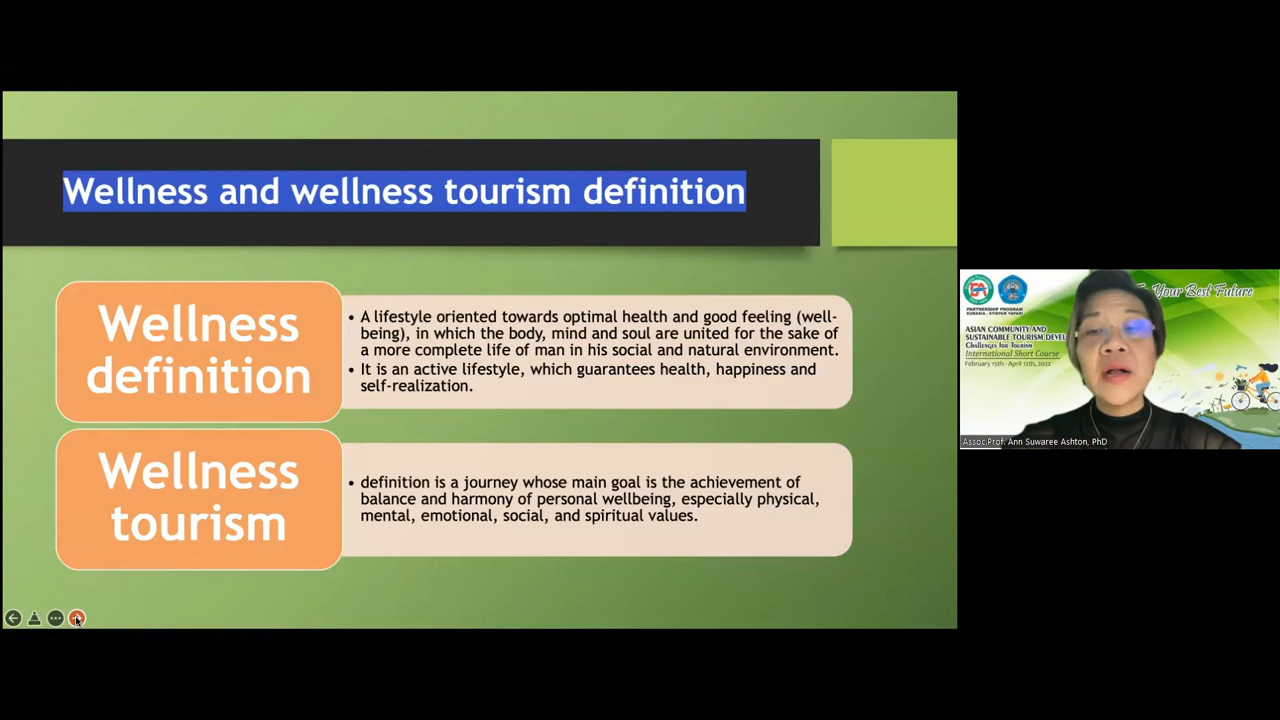 Wellness and wellness tourism definition
Wellness
definition
• A lifestyle oriented towards optimal health and good feeling (well-
being), in which the body, mind and soul are united for the sake of
a more complete life of man in his social and natural environment.
• It is an active lifestyle, which guarantees health, happiness and
self-realization.
Wellness
tourism
• definition is a journey whose main goal is the achievement of
balance and harmony of personal wellbeing, especially physical,
mental, emotional, social, and spiritual values.
Your Best Future
PARTNERSHIP PROGRAM
EURASIA - STIEPAR YAPARI
ASIAN COMMUNITY AND
SUSTAINABLE TOURISM DEVEL
Challenges for Tourism
International Short Course
February 15th - April 12th, 2022
Assoc.Prof. Ann Suwaree Ashton, PhD